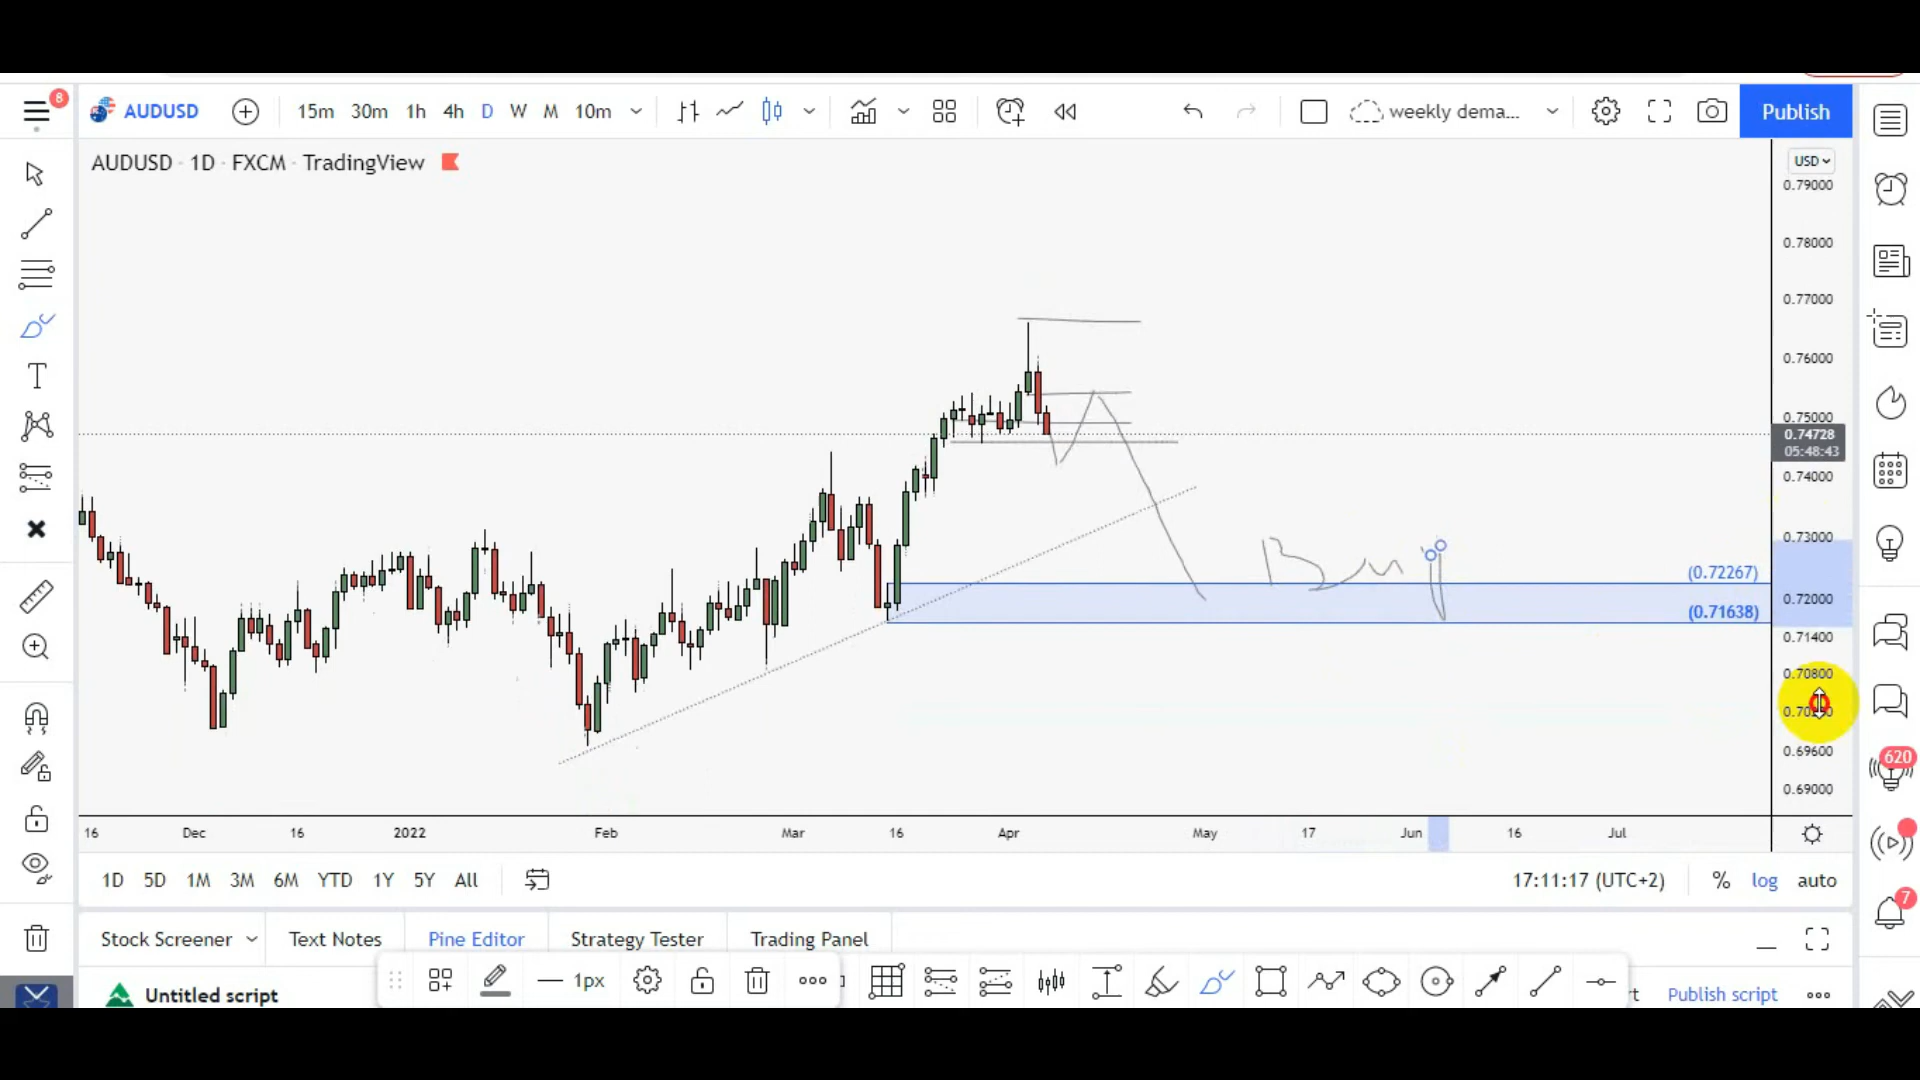 8
AUDUSD 15m 30m 1h 4h D W M 10m weekly dema... Publish
AUDUSD · 1D · FXCM · TradingView
USD
0.79000
0.78000
0.77000
0.76000
0.75000
0.74728
05:48:43
0.74000
0.73000
(0.72267)
0.72000
(0.71638)
0.71400
0.70800
0.69600
620
0.69000
16 Dec 16 2022 Feb Mar 16 Apr May 17 Jun 16 Jul
1D 5D 1M 3M 6M YTD 1Y 5Y All 17:11:17 (UTC+2) % log auto
7
Stock Screener Text Notes Pine Editor Strategy Tester Trading Panel
1px
Untitled script Publish script